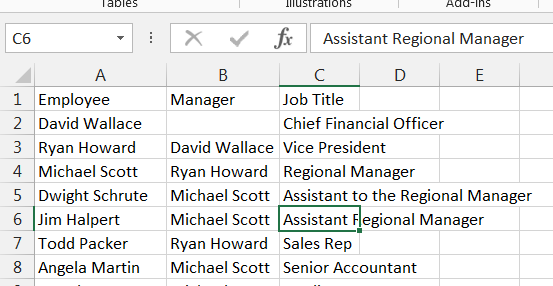 Tables Illustrations Add-ins
C6 fx Assistant Regional Manager
A B C D E
1 Employee Manager Job Title
2 David Wallace Chief Financial Officer
3 Ryan Howard David Wallace Vice President
4 Michael Scott Ryan Howard Regional Manager
5 Dwight Schrute Michael Scott Assistant to the Regional Manager
6 Jim Halpert Michael Scott Assistant Regional Manager
7 Todd Packer Ryan Howard Sales Rep
8 Angela Martin Michael Scott Senior Accountant